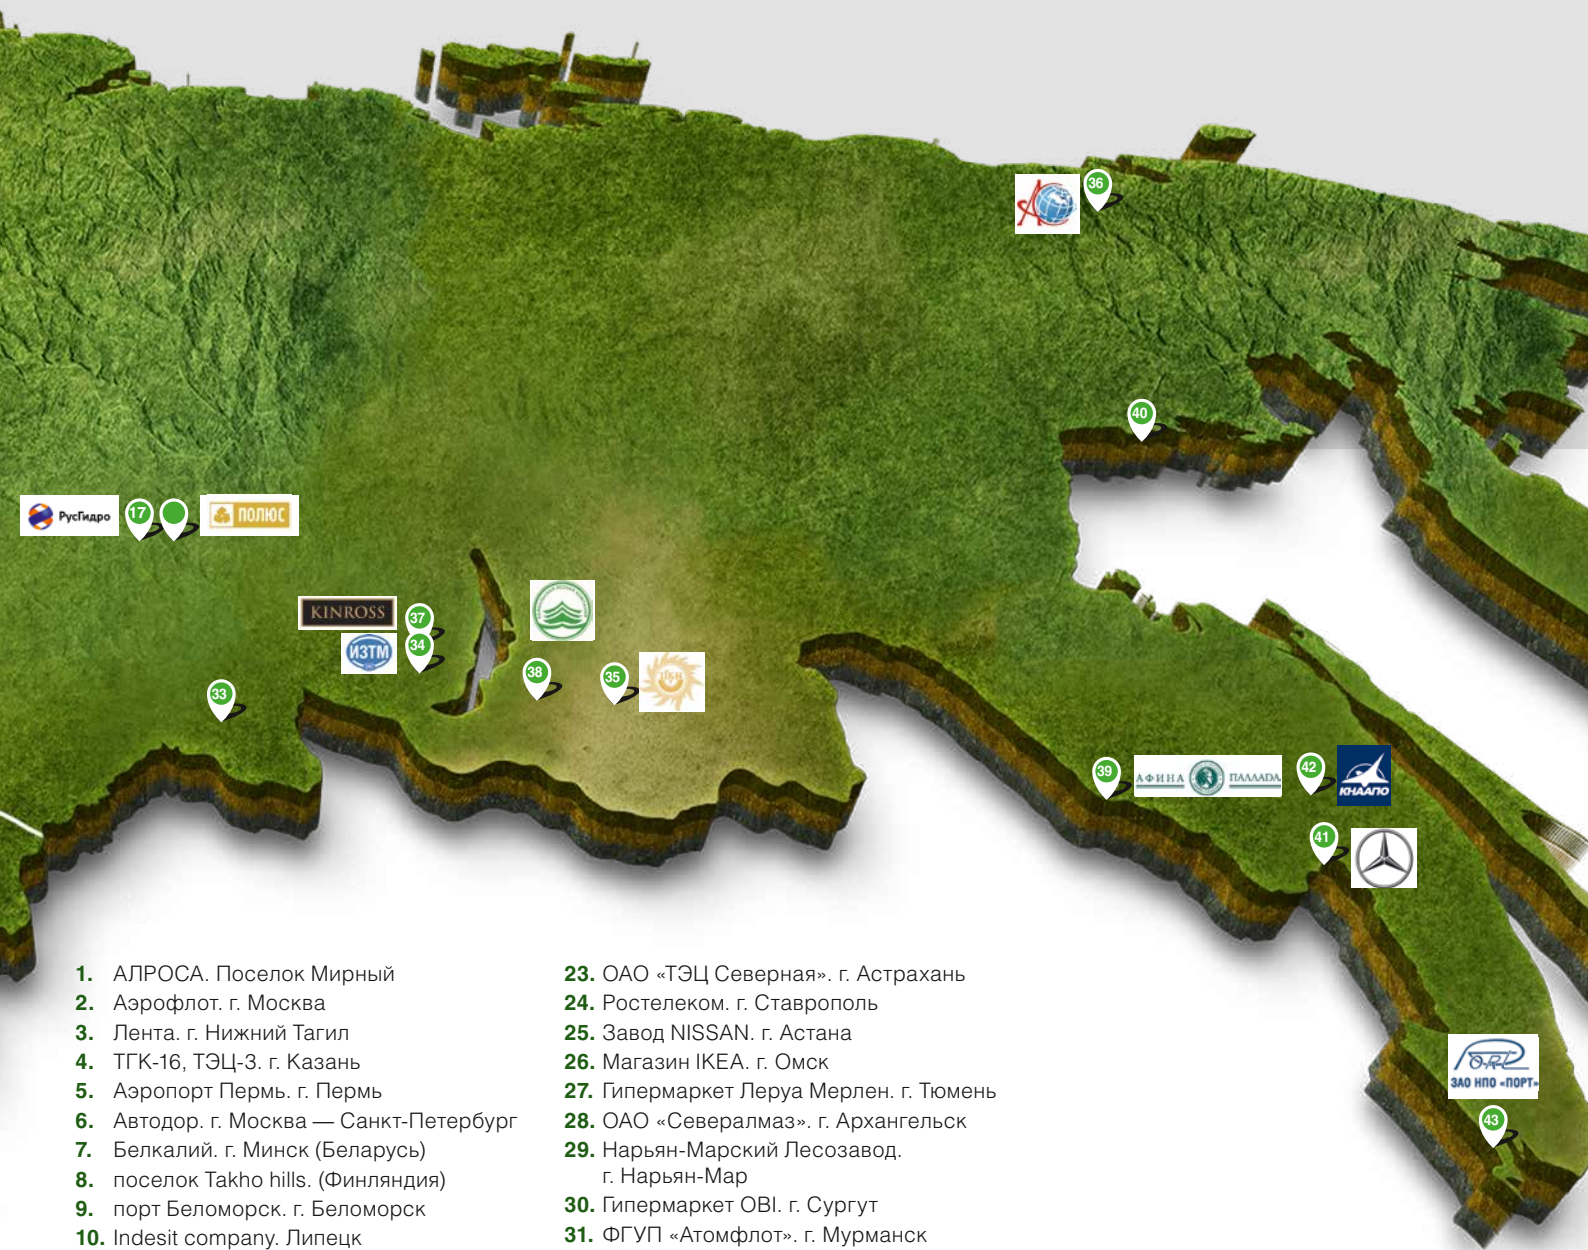 36
40
РусГидро
17
ПОЛЮС
KINROSS
37
ИЗТМ
34
38
35
33
39
АФИНА ПАЛЛАДА
42
КНААПО
41
PORT
ЗАО НПО «ПОРТ»
43
1. АЛРОСА. Поселок Мирный
2. Аэрофлот. г. Москва
3. Лента. г. Нижний Тагил
4. ТГК-16, ТЭЦ-3. г. Казань
5. Аэропорт Пермь. г. Пермь
6. Автодор. г. Москва — Санкт-Петербург
7. Белкалий. г. Минск (Беларусь)
8. поселок Takho hills. (Финляндия)
9. порт Беломорск. г. Беломорск
10. Indesit company. Липецк
23. ОАО «ТЭЦ Северная». г. Астрахань
24. Ростелеком. г. Ставрополь
25. Завод NISSAN. г. Астана
26. Магазин IKEA. г. Омск
27. Гипермаркет Леруа Мерлен. г. Тюмень
28. ОАО «Севералмаз». г. Архангельск
29. Нарьян-Марский Лесозавод.
г. Нарьян-Мар
30. Гипермаркет OBI. г. Сургут
31. ФГУП «Атомфлот». г. Мурманск